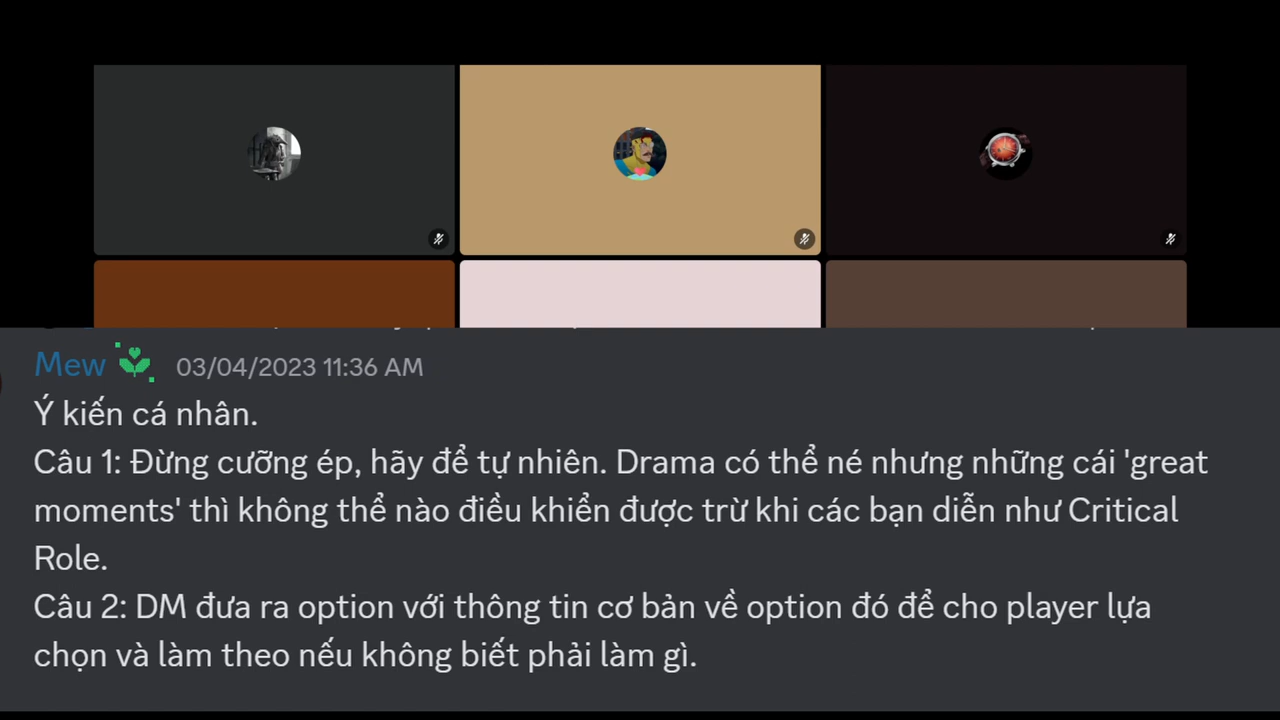 Mew 03/04/2023 11:36 AM
Ý kiến cá nhân.
Câu 1: Đừng cưỡng ép, hãy để tự nhiên. Drama có thể né nhưng những cái 'great
moments' thì không thể nào điều khiển được trừ khi các bạn diễn như Critical
Role.
Câu 2: DM đưa ra option với thông tin cơ bản về option đó để cho player lựa
chọn và làm theo nếu không biết phải làm gì.